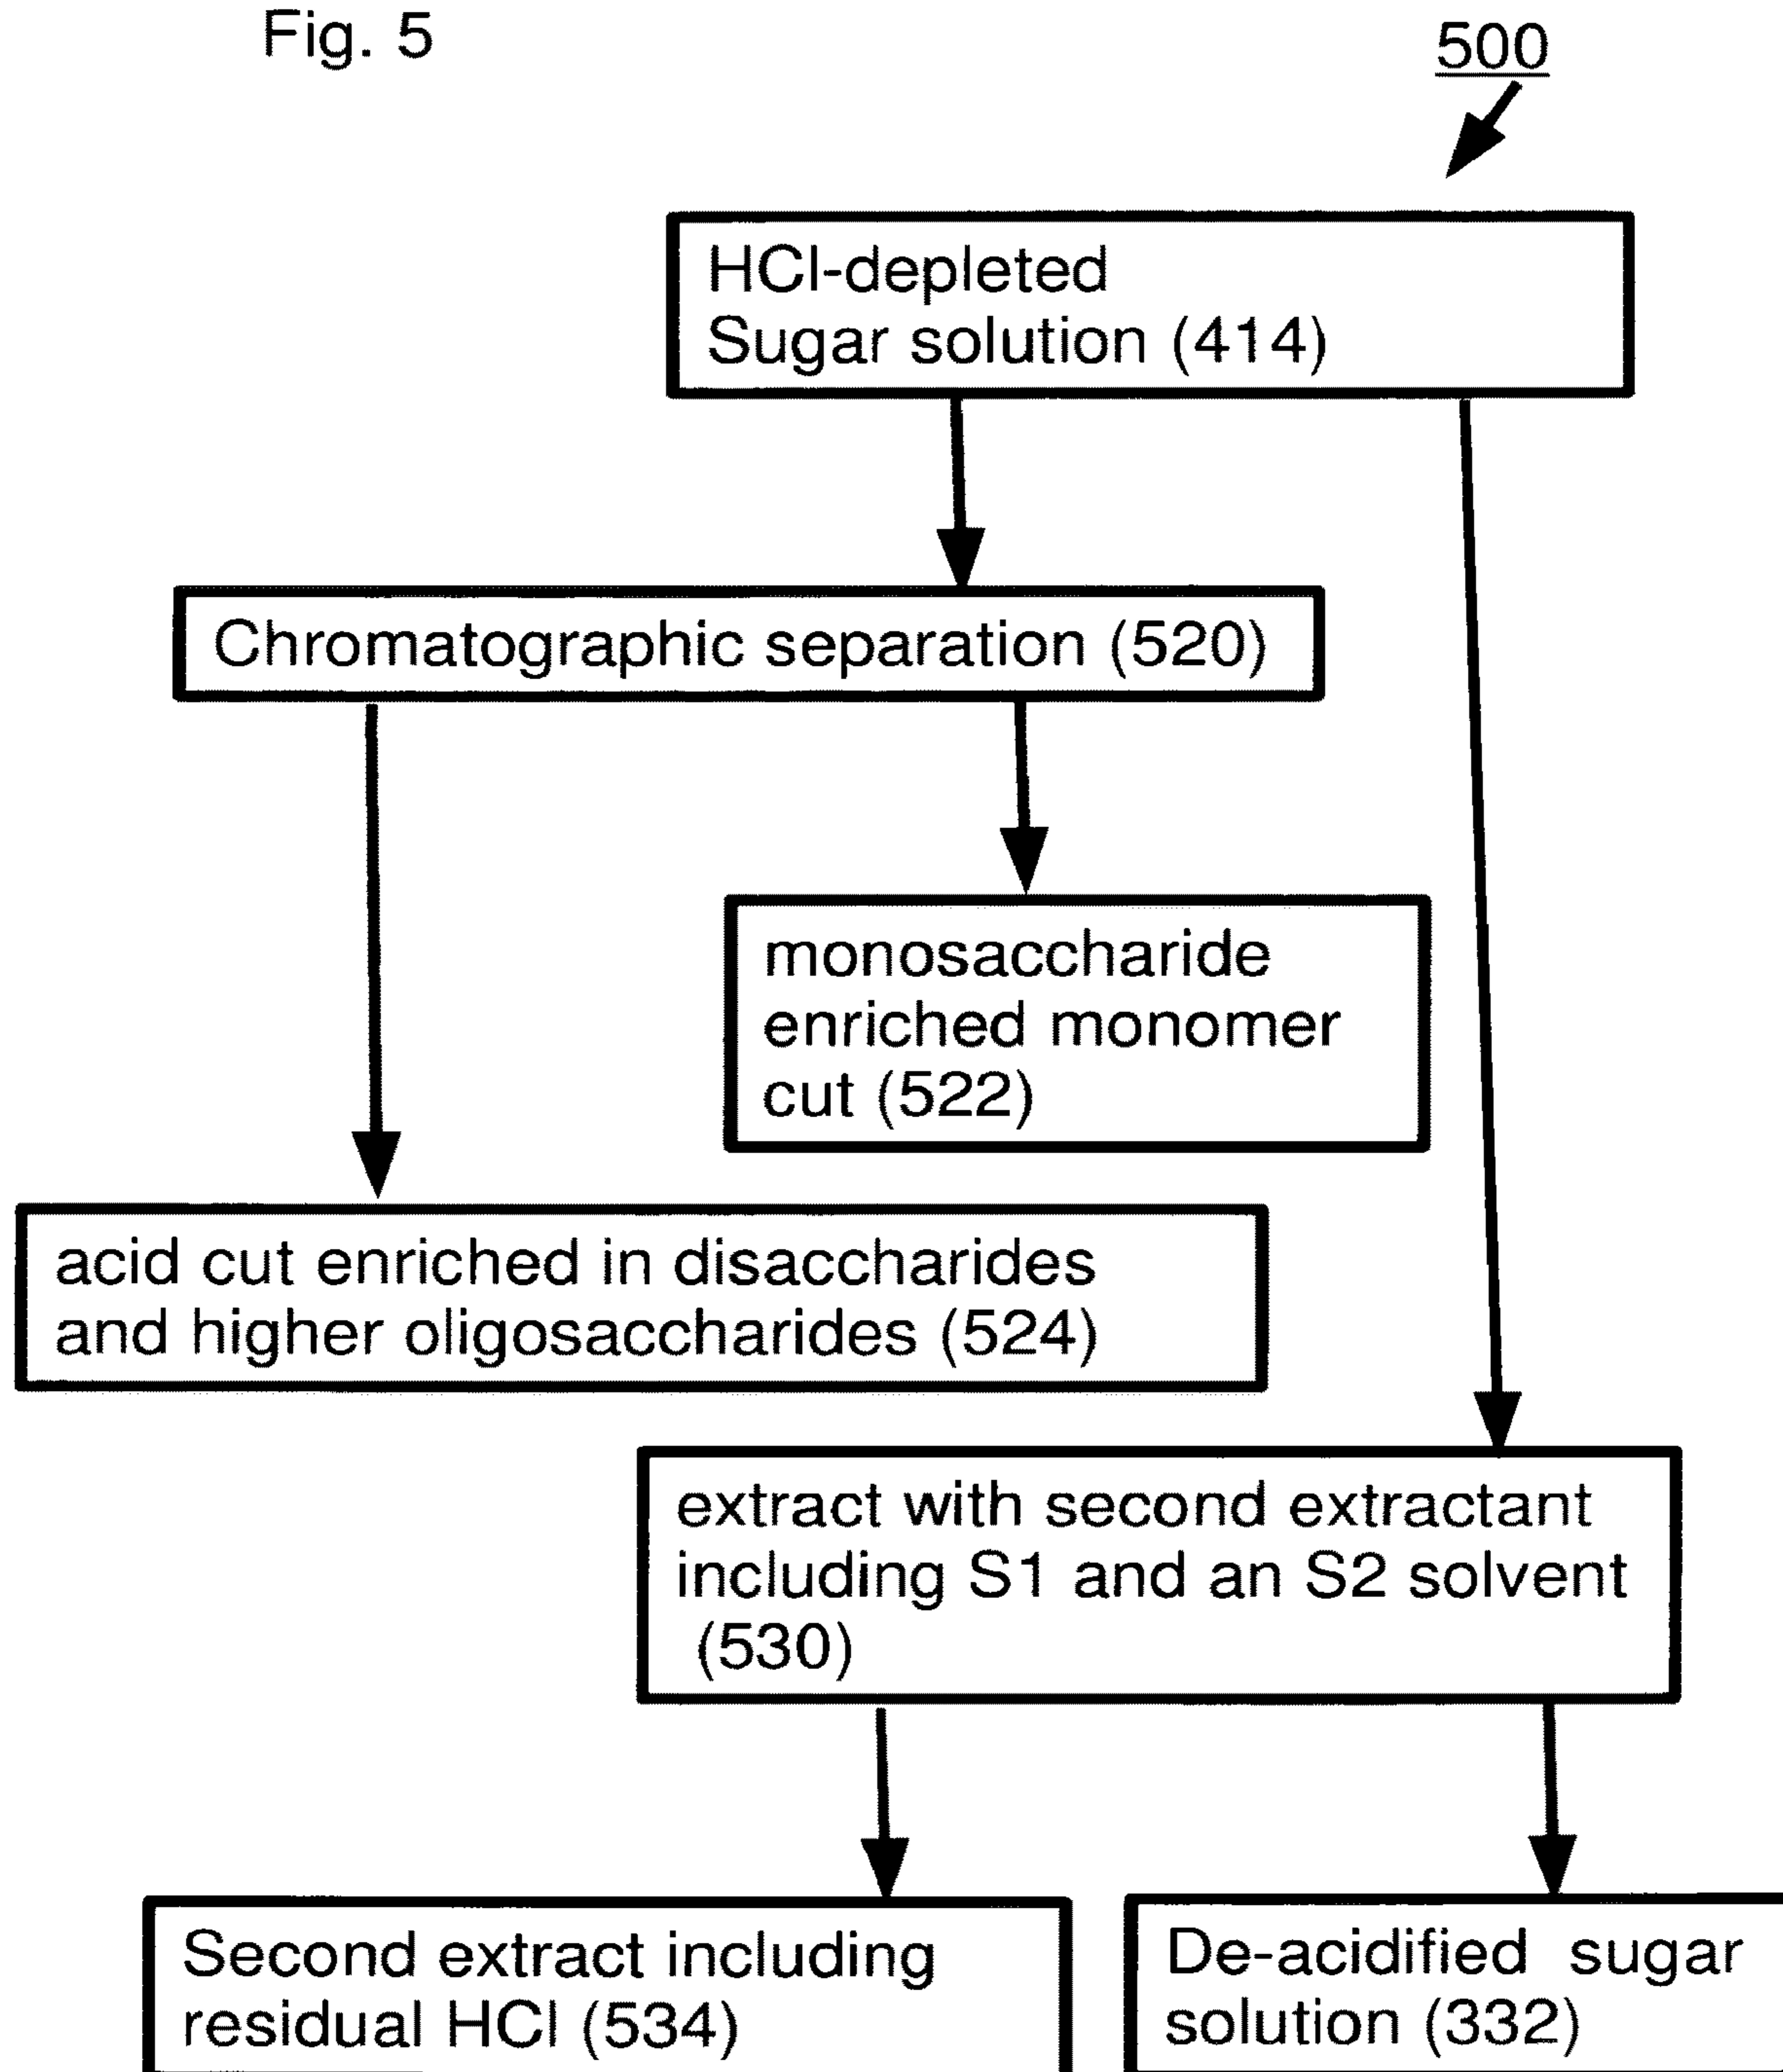 Fig. 5
500
HCl-depleted
Sugar solution (414)
Chromatographic separation (520)
monosaccharide
enriched monomer
cut (522)
acid cut enriched in disaccharides
and higher oligosaccharides (524)
extract with second extractant
including S1 and an S2 solvent
(530)
Second extract including
residual HCl (534)
De-acidified sugar
solution (332)